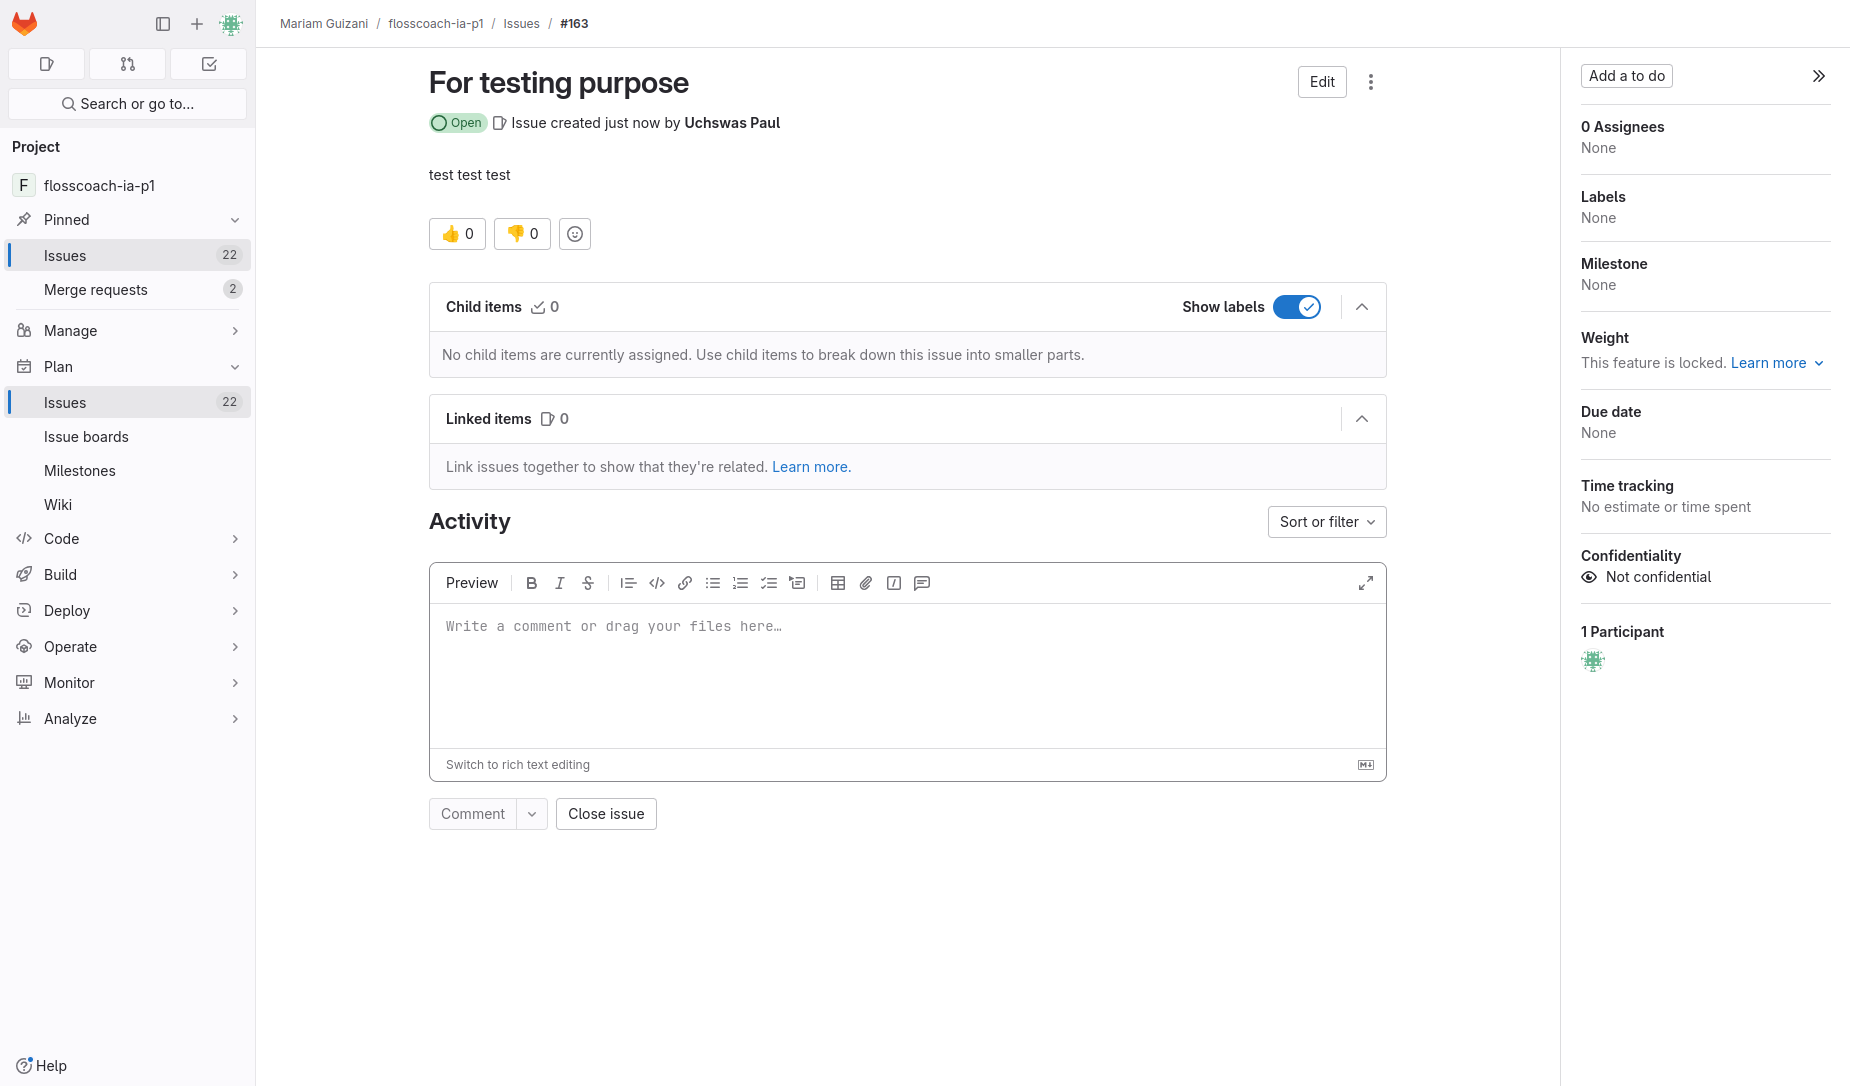 Mariam Guizani / flosscoach-ia-p1 / Issues / #163
Search or go to...
Project
F flosscoach-ia-p1
Pinned
Issues 22
Merge requests 2
Manage
Plan
Issues 22
Issue boards
Milestones
Wiki
Code
Build
Deploy
Operate
Monitor
Analyze
Help
For testing purpose
Edit
Open Issue created just now by Uchswas Paul
test test test
👍 0 👎 0
Child items 0 Show labels
No child items are currently assigned. Use child items to break down this issue into smaller parts.
Linked items 0
Link issues together to show that they're related. Learn more.
Activity Sort or filter
Preview
Write a comment or drag your files here…
Switch to rich text editing
Comment Close issue
Add a to do
0 Assignees
None
Labels
None
Milestone
None
Weight
This feature is locked. Learn more
Due date
None
Time tracking
No estimate or time spent
Confidentiality
Not confidential
1 Participant